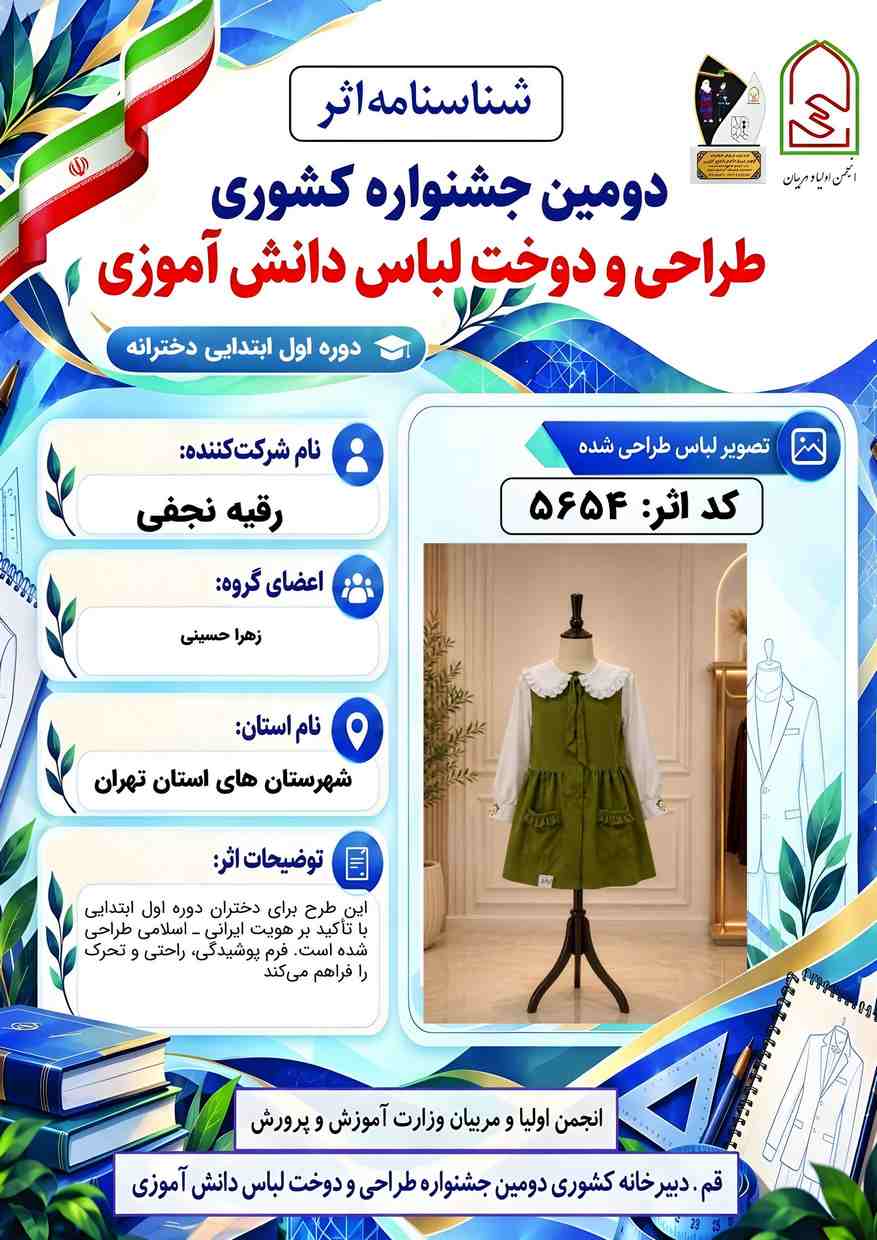 شناسنامه اثر
انجمن اولیا و مربیان
دومین جشنواره کشوری
طراحی و دوخت لباس دانش آموزی
دوره اول ابتدایی دخترانه
تصویر لباس طراحی شده
کد اثر: ۵۶۵۴
نام شرکت‌کننده:
رقیه نجفی
اعضای گروه:
زهرا حسینی
نام استان:
شهرستان های استان تهران
توضیحات اثر:
این طرح برای دختران دوره اول ابتدایی
با تأکید بر هویت ایرانی ـ اسلامی طراحی
شده است. فرم پوشیدگی، راحتی و تحرک
را فراهم می‌کند
انجمن اولیا و مربیان وزارت آموزش و پرورش
قم . دبیرخانه کشوری دومین جشنواره طراحی و دوخت لباس دانش آموزی